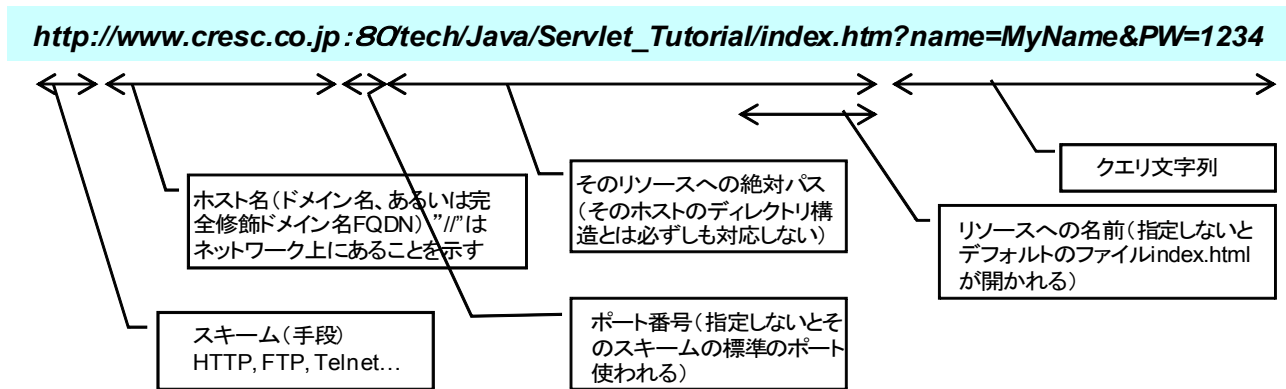 http://www.cresc.co.jp:80/tech/Java/Servlet_Tutorial/index.htm?name=MyName&PW=1234
クエリ文字列
ホスト名(ドメイン名、あるいは完
全修飾ドメイン名FQDN) ”//”は
ネットワーク上にあることを示す
そのリソースへの絶対パス
(そのホストのディレクトリ構
造とは必ずしも対応しない)
リソースへの名前(指定しないと
デフォルトのファイルindex.html
が開かれる)
スキーム(手段)
HTTP, FTP, Telnet…
ポート番号(指定しないとそ
のスキームの標準のポート
使われる)